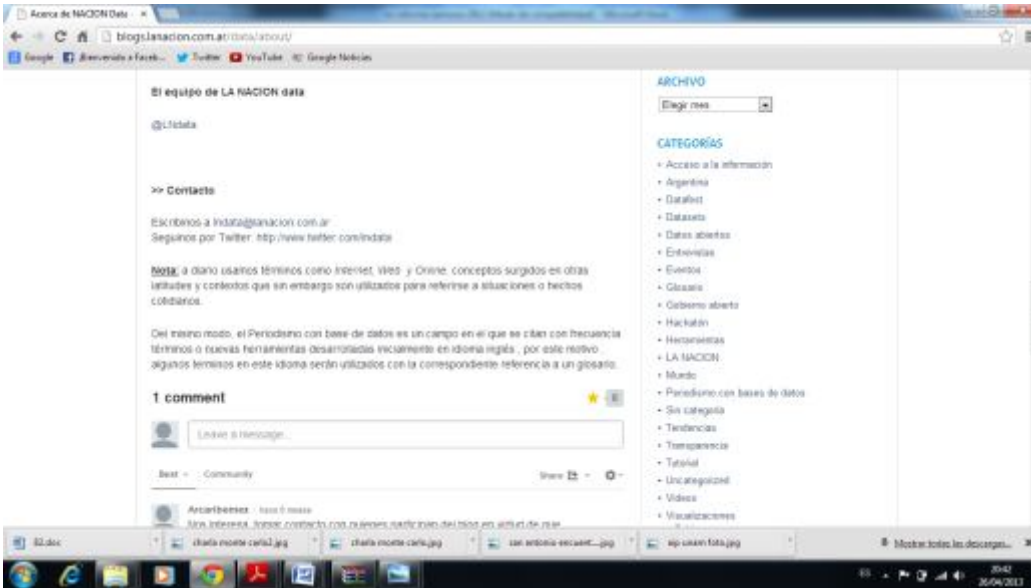 Acerca de NACION Data -
blogs.lanacion.com.ar/data/about/
Google
Bienvenido a Faceb...
Twitter
YouTube
Google Noticias
El equipo de LA NACION data
@LNdata
>> Contacto
Escribinos a lndata@lanacion.com.ar
Seguinos por Twitter: http://www.twitter.com/lndata
Nota: a diario usamos términos como Internet, Web y Online, conceptos surgidos en otras
latitudes y contextos que sin embargo son utilizados para referirse a situaciones o hechos
cotidianos.
Del mismo modo, el Periodismo con base de datos es un campo en el que se citan con frecuencia
términos o nuevas herramientas desarrolladas inicialmente en idioma inglés , por este motivo ,
algunos terminos en este idioma serán utilizados con la correspondiente referencia a un glosario.
1 comment
Leave a message...
Best
Community
Share
Arcaribemex
Nos interesa, tomar contacto con quienes participan del blog en virtud de que
ARCHIVO
Elegir mes
CATEGORÍAS
Acceso a la información
Argentina
Datafest
Datasets
Datos abiertos
Entrevistas
Eventos
Glosario
Gobierno abierto
Hackatón
Herramientas
LA NACION
Mundo
Periodismo con bases de datos
Sin categoría
Tendencias
Transparencia
Tutorial
Uncategorized
Videos
Visualizaciones
02.doc
charla monte carlo2.jpg
charla monte carlo.jpg
san antonio encuent....jpg
sip unam foto.jpg
Mostrar todas las descargas...
ES
20:42
26/04/2017